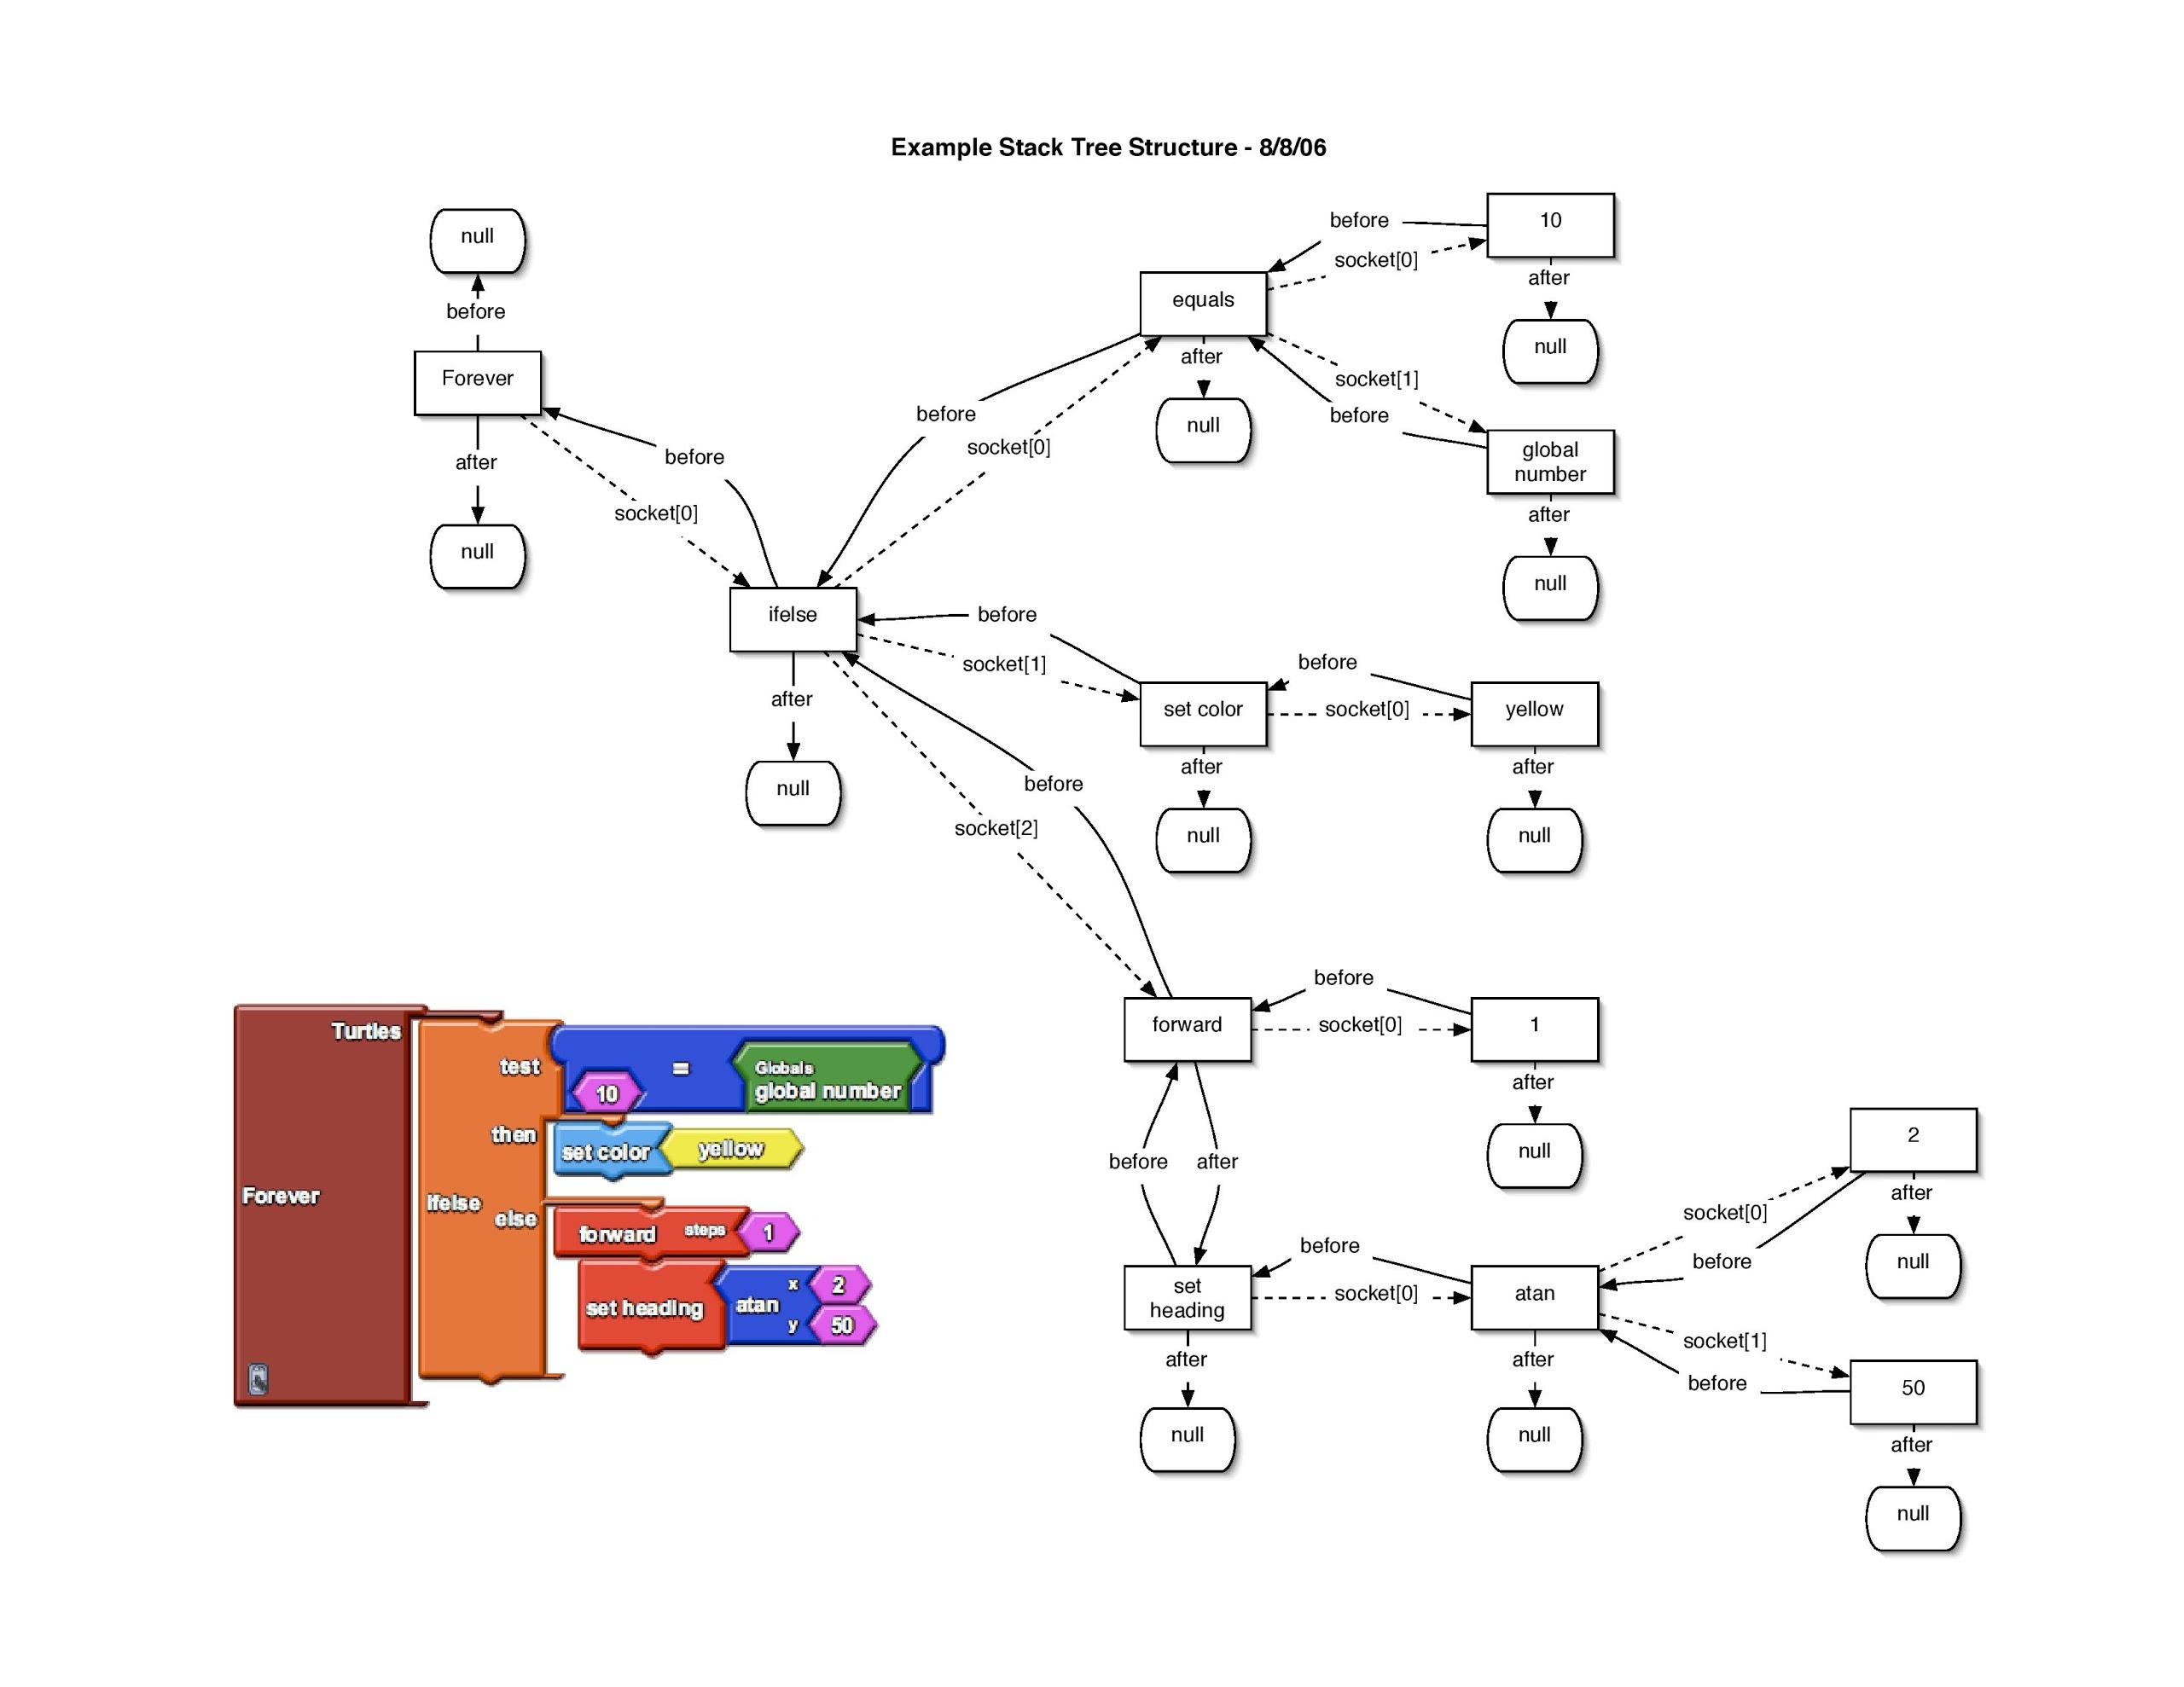 Example Stack Tree Structure - 8/8/06
null
before
Forever
after
null
before
socket[0]
ifelse
after
null
before
socket[0]
equals
after
null
before
socket[0]
10
after
null
socket[1]
before
global
number
after
null
before
socket[1]
set color
after
null
before
socket[0]
yellow
after
null
before
socket[2]
forward
before
socket[0]
1
after
null
before
after
set
heading
after
null
before
socket[0]
atan
after
null
socket[0]
before
2
after
null
socket[1]
before
50
after
null
Turtles
Forever
ifelse
test
10
=
Globals
global number
then
set color
yellow
else
forward
steps
1
set heading
atan
x
2
y
50